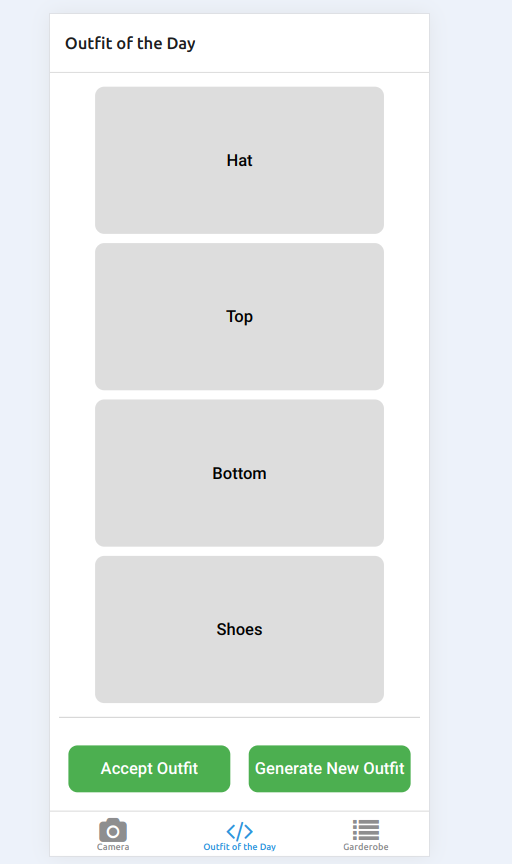 Outfit of the Day
Hat
Top
Bottom
Shoes
Accept Outfit
Generate New Outfit
Camera
Outfit of the Day
Garderobe